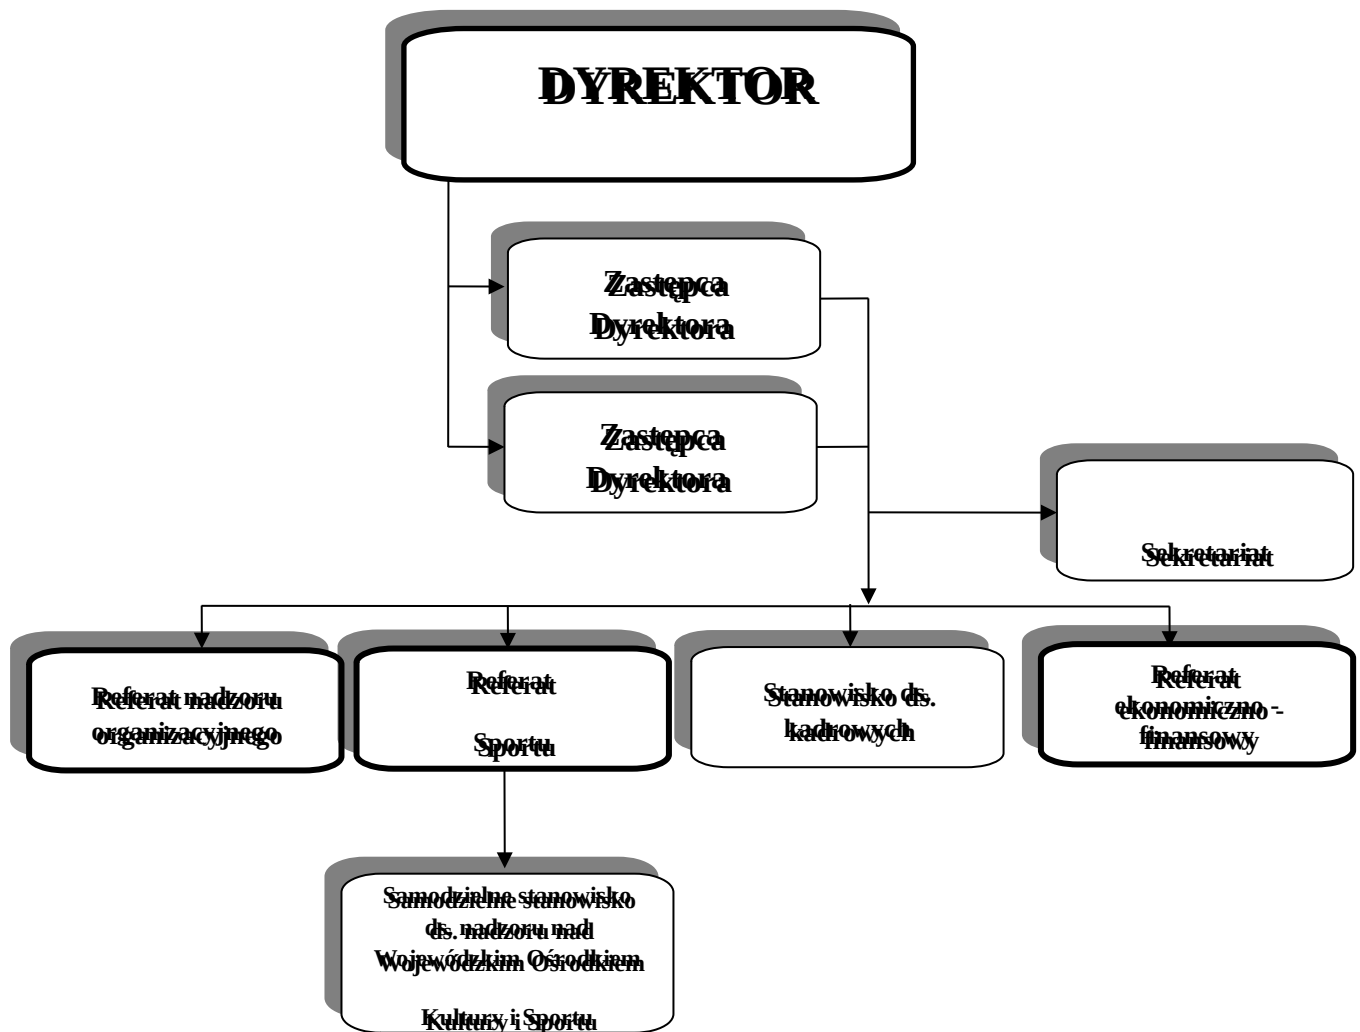 DYREKTOR
Zastępca
Dyrektora
Zastępca
Dyrektora
Sekretariat
Referat nadzoru
organizacyjnego
Referat
Sportu
Stanowisko ds.
kadrowych
Referat
ekonomiczno -
finansowy
Samodzielne stanowisko
ds. nadzoru nad
Wojewódzkim Ośrodkiem
Kultury i Sportu